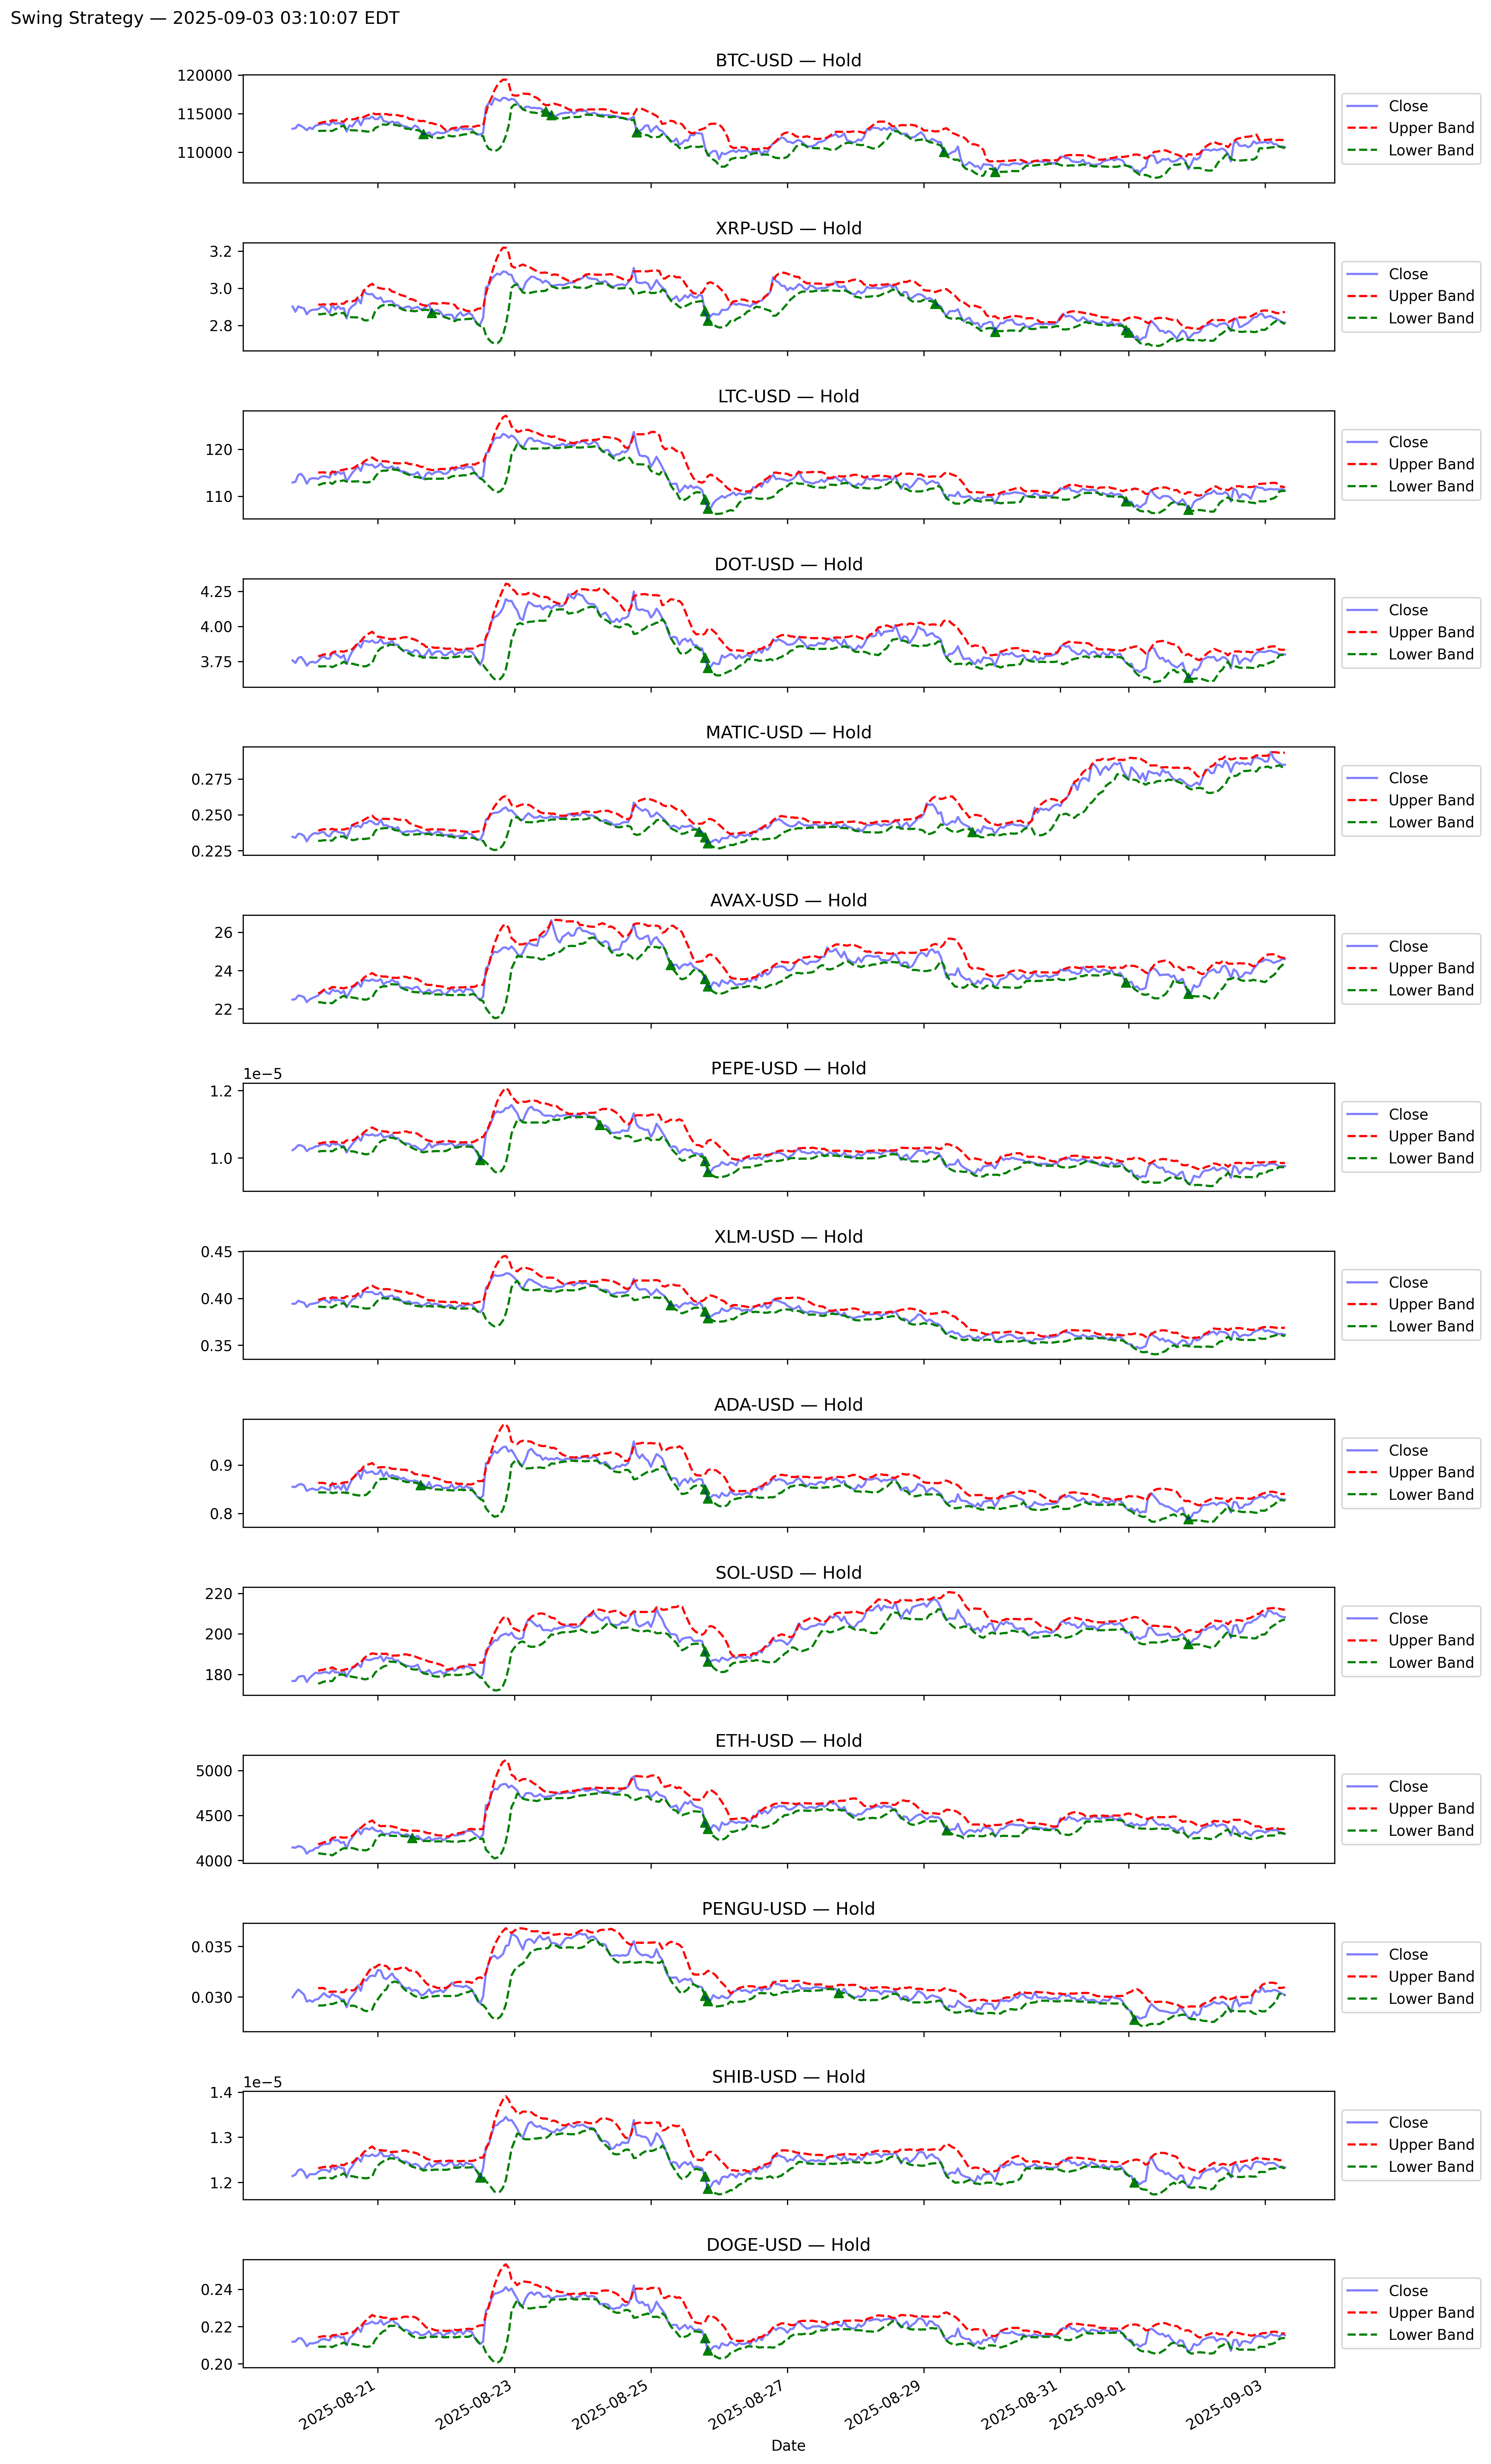 Swing Strategy — 2025-09-03 03:10:07 EDT
BTC-USD — Hold
120000
115000
110000
Close
Upper Band
Lower Band
XRP-USD — Hold
3.2
3.0
2.8
Close
Upper Band
Lower Band
LTC-USD — Hold
120
110
Close
Upper Band
Lower Band
DOT-USD — Hold
4.25
4.00
3.75
Close
Upper Band
Lower Band
MATIC-USD — Hold
0.275
0.250
0.225
Close
Upper Band
Lower Band
AVAX-USD — Hold
26
24
22
Close
Upper Band
Lower Band
PEPE-USD — Hold
1e−5
1.2
1.0
Close
Upper Band
Lower Band
XLM-USD — Hold
0.45
0.40
0.35
Close
Upper Band
Lower Band
ADA-USD — Hold
0.9
0.8
Close
Upper Band
Lower Band
SOL-USD — Hold
220
200
180
Close
Upper Band
Lower Band
ETH-USD — Hold
5000
4500
4000
Close
Upper Band
Lower Band
PENGU-USD — Hold
0.035
0.030
Close
Upper Band
Lower Band
SHIB-USD — Hold
1e−5
1.4
1.3
1.2
Close
Upper Band
Lower Band
DOGE-USD — Hold
0.24
0.22
0.20
Close
Upper Band
Lower Band
2025-08-21
2025-08-23
2025-08-25
2025-08-27
2025-08-29
2025-08-31
2025-09-01
2025-09-03
Date